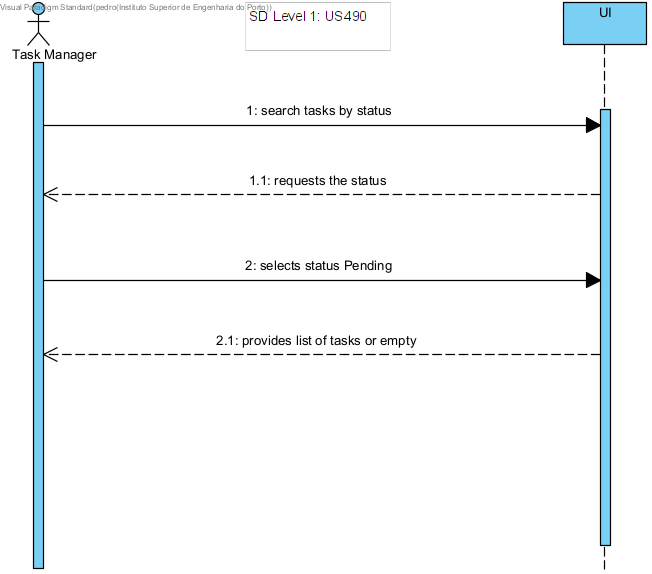 Visual Paradigm Standard(pedro(Instituto Superior de Engenharia do Porto))
SD Level 1: US490
UI
Task Manager
1: search tasks by status
1.1: requests the status
2: selects status Pending
2.1: provides list of tasks or empty